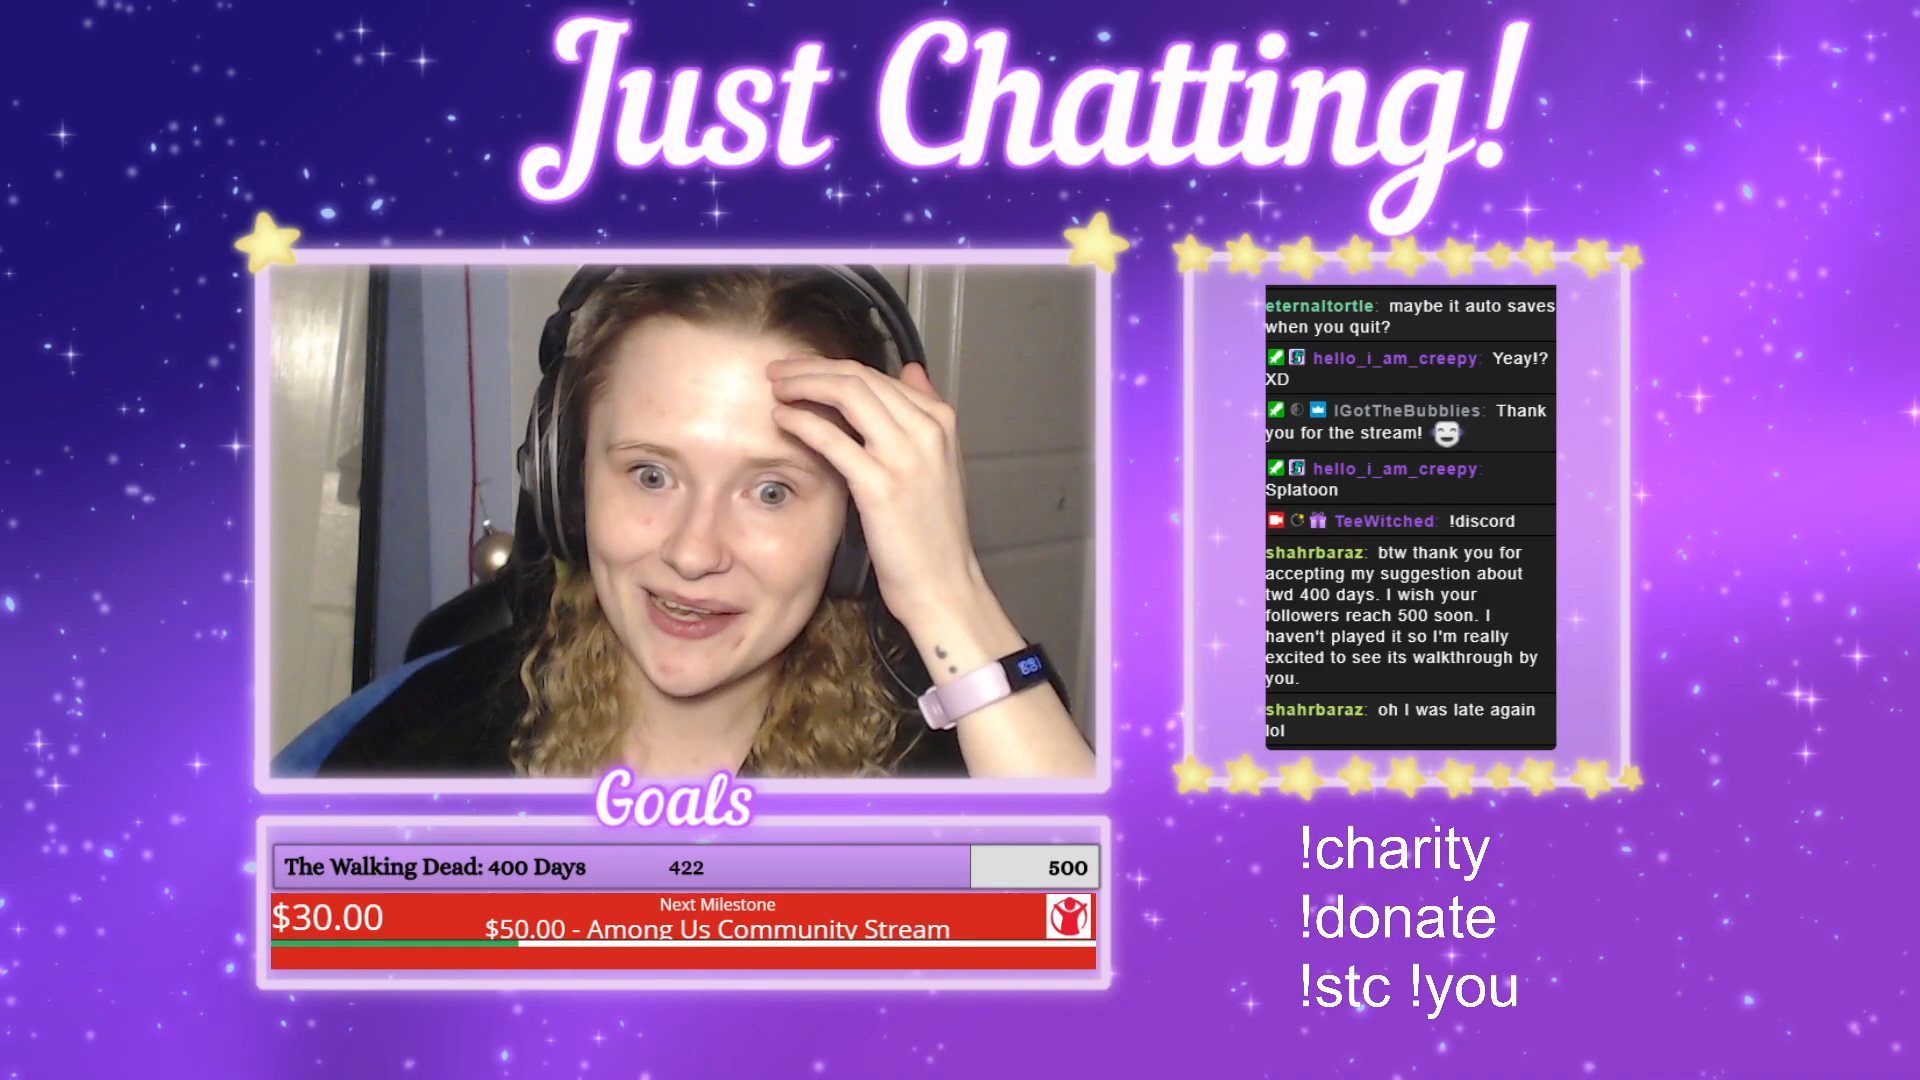 Just Chatting!
eternaltortle: maybe it auto saves
when you quit?
hello_i_am_creepy: Yeay!?
XD
IGotTheBubblies: Thank
you for the stream!
hello_i_am_creepy:
Splatoon
TeeWitched: !discord
shahrbaraz: btw thank you for
accepting my suggestion about
twd 400 days. I wish your
followers reach 500 soon. I
haven't played it so I'm really
excited to see its walkthrough by
you.
shahrbaraz: oh I was late again
lol
Goals
The Walking Dead: 400 Days 422 500
$30.00
Next Milestone
$50.00 - Among Us Community Stream
!charity
!donate
!stc !you